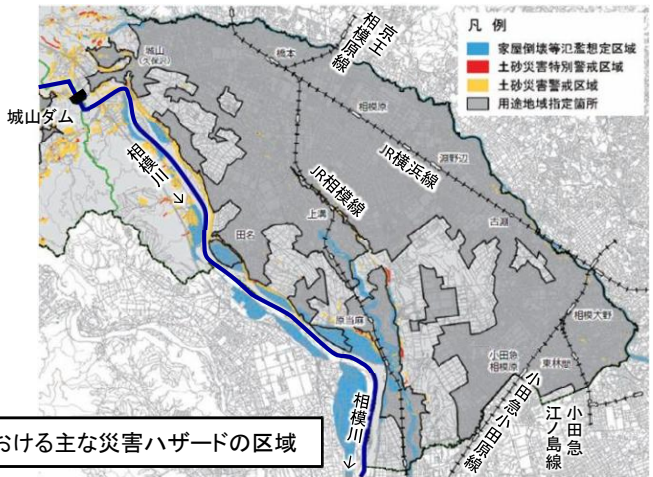 凡 例
家屋倒壊等氾濫想定区域
土砂災害特別警戒区域
土砂災害警戒区域
用途地域指定箇所
京王
相模原線
城山
(久保沢)
橋本
城山ダム
相模原
相模川
↓
JR横浜線
淵野辺
JR相模線
上溝
田名
古淵
原当麻
相模大野
小田急
相模原
東林間
小田急小田原線
小田急
江ノ島線
相模川
↓
おける主な災害ハザードの区域